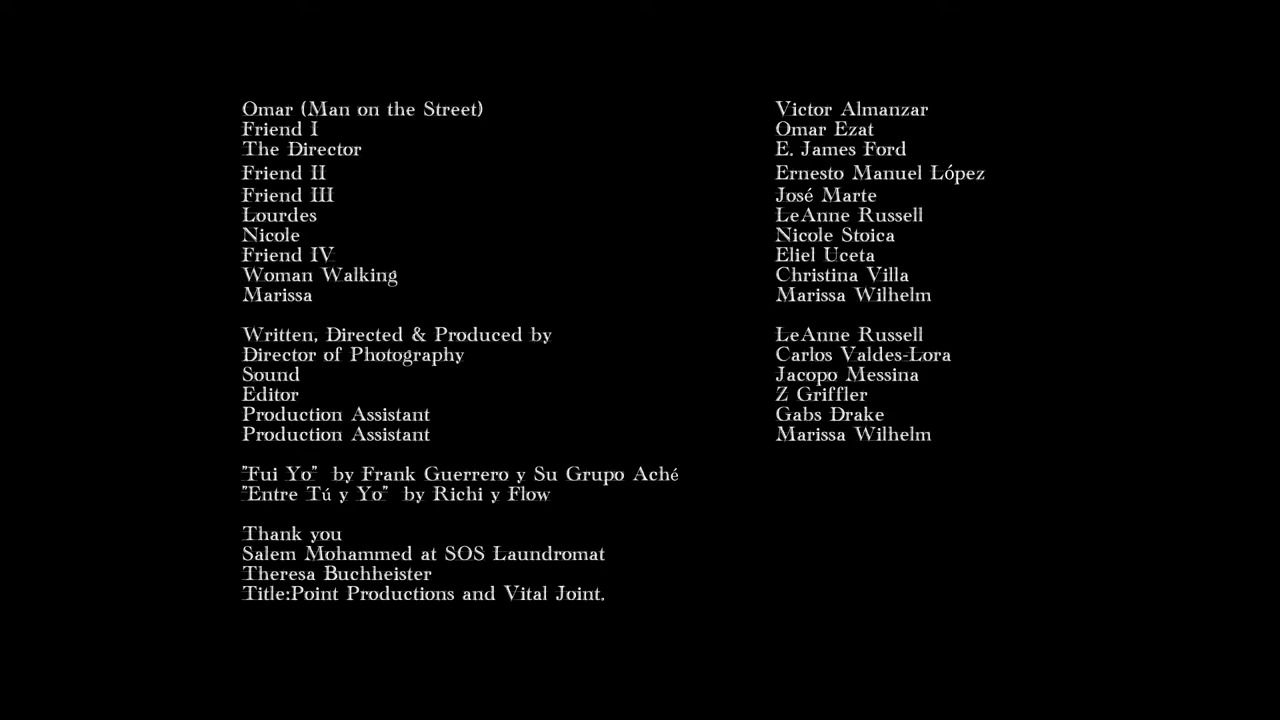 Omar (Man on the Street) Victor Almanzar
Friend I Omar Ezat
The Director E. James Ford
Friend II Ernesto Manuel López
Friend III José Marte
Lourdes LeAnne Russell
Nicole Nicole Stoica
Friend IV Eliel Uceta
Woman Walking Christina Villa
Marissa Marissa Wilhelm
Written, Directed & Produced by LeAnne Russell
Director of Photography Carlos Valdes-Lora
Sound Jacopo Messina
Editor Z Griffler
Production Assistant Gabs Drake
Production Assistant Marissa Wilhelm
"Fui Yo" by Frank Guerrero y Su Grupo Aché
"Entre Tú y Yo" by Richi y Flow
Thank you
Salem Mohammed at SOS Laundromat
Theresa Buchheister
Title:Point Productions and Vital Joint.